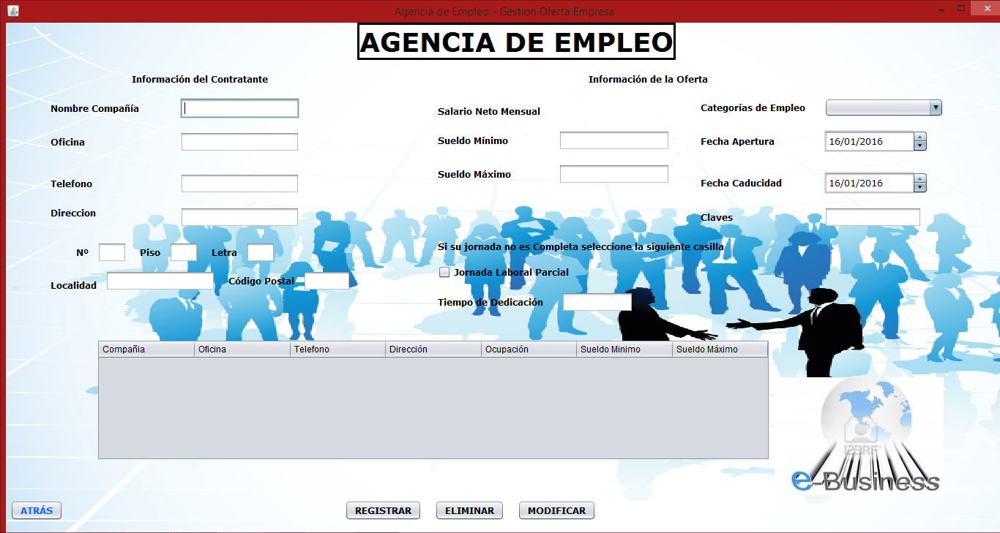 Agencia de Empleo - Gestion Oferta Empresa
AGENCIA DE EMPLEO
Información del Contratante
Información de la Oferta
Nombre Compañía
Salario Neto Mensual
Categorías de Empleo
Oficina
Sueldo Mínimo
Fecha Apertura
16/01/2016
Telefono
Sueldo Máximo
Fecha Caducidad
16/01/2016
Direccion
Claves
Nº
Piso
Letra
Si su jornada no es Completa seleccione la siguiente casilla
Jornada Laboral Parcial
Localidad
Código Postal
Tiempo de Dedicación
Compañia Oficina Telefono Dirección Ocupación Sueldo Minimo Sueldo Máximo
123RF
e-Business
ATRÁS
REGISTRAR
ELIMINAR
MODIFICAR